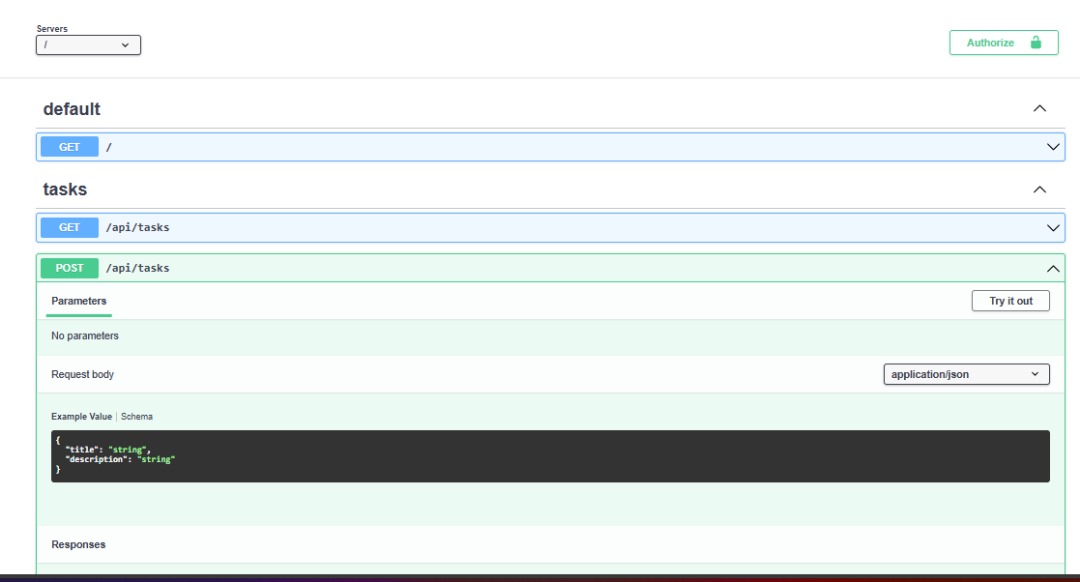 Servers
/
Authorize
default
GET /
tasks
GET /api/tasks
POST /api/tasks
Parameters
Try it out
No parameters
Request body
application/json
Example Value | Schema
{
"title": "string",
"description": "string"
}
Responses